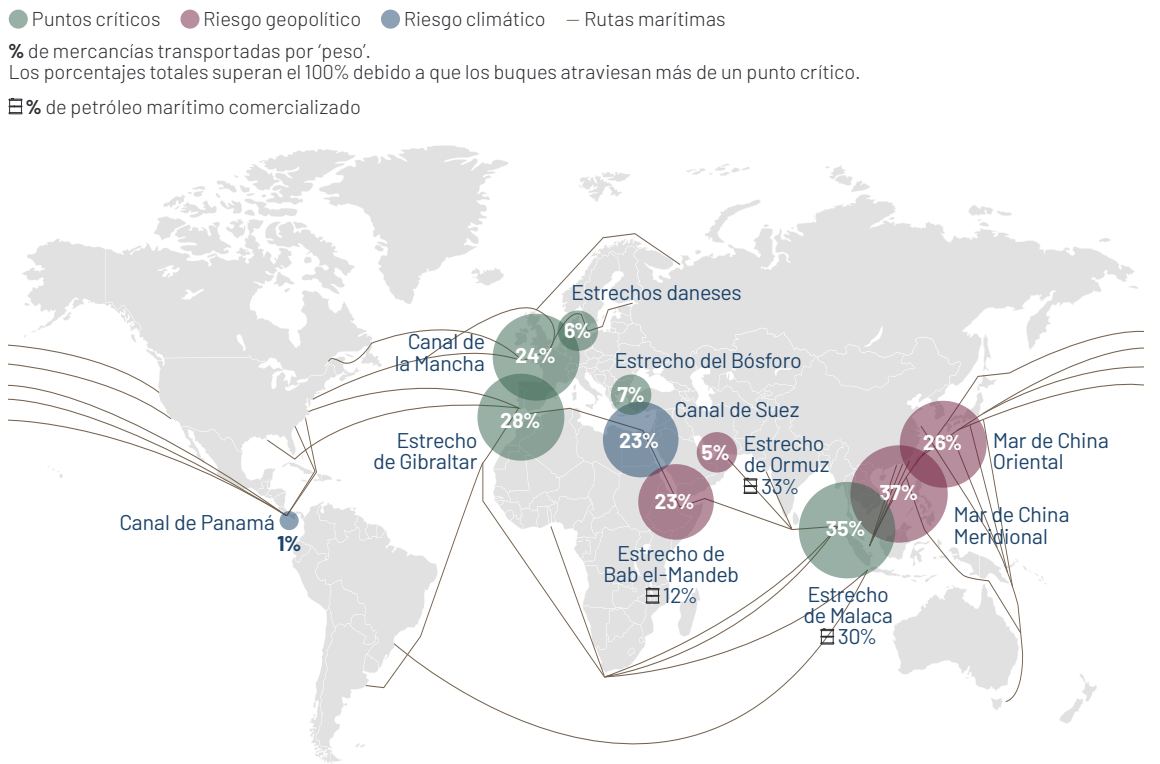 Puntos críticos Riesgo geopolítico Riesgo climático Rutas marítimas
% de mercancías transportadas por ‘peso’.
Los porcentajes totales superan el 100% debido a que los buques atraviesan más de un punto crítico.
% de petróleo marítimo comercializado
Estrechos daneses
6%
Canal de
la Mancha
24%
Estrecho del Bósforo
7%
Canal de Suez
23%
28%
Estrecho
de Gibraltar
5%
Estrecho
de Ormuz
33%
26%
Mar de China
Oriental
37%
Mar de China
Meridional
23%
Estrecho de
Bab el-Mandeb
12%
35%
Estrecho
de Malaca
30%
Canal de Panamá
1%